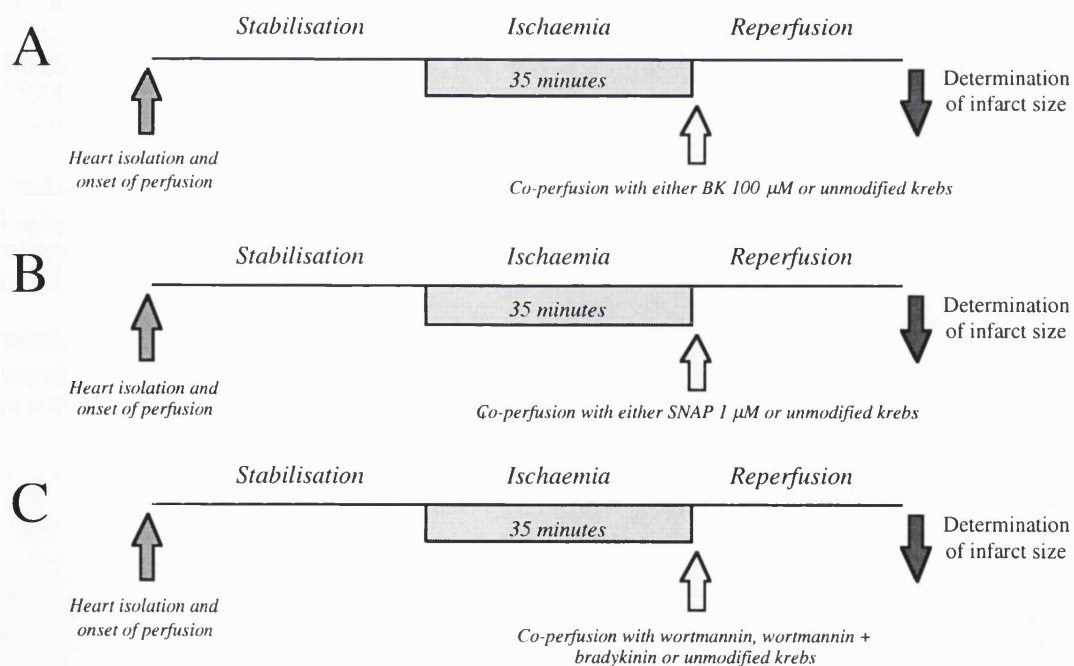 A
Stabilisation
Ischaemia
Reperfusion
35 minutes
Determination
of infarct size
Heart isolation and
onset of perfusion
Co-perfusion with either BK 100 µM or unmodified krebs
B
Stabilisation
Ischaemia
Reperfusion
35 minutes
Determination
of infarct size
Heart isolation and
onset of perfusion
Co-perfusion with either SNAP 1 µM or unmodified krebs
C
Stabilisation
Ischaemia
Reperfusion
35 minutes
Determination
of infarct size
Heart isolation and
onset of perfusion
Co-perfusion with wortmannin, wortmannin +
bradykinin or unmodified krebs